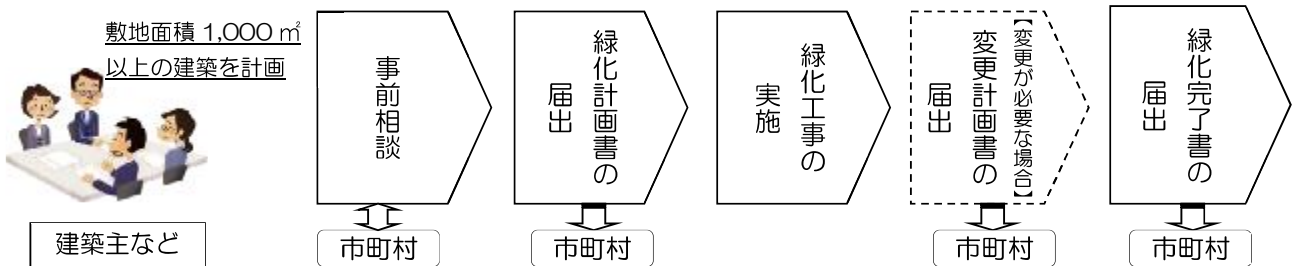 敷地面積 1,000 ㎡
以上の建築を計画
建築主など
事前相談
市町村
緑化計画書の
届出
市町村
緑化工事の
実施
【変更が必要な場合】
変更計画書の
届出
市町村
緑化完了書の
届出
市町村